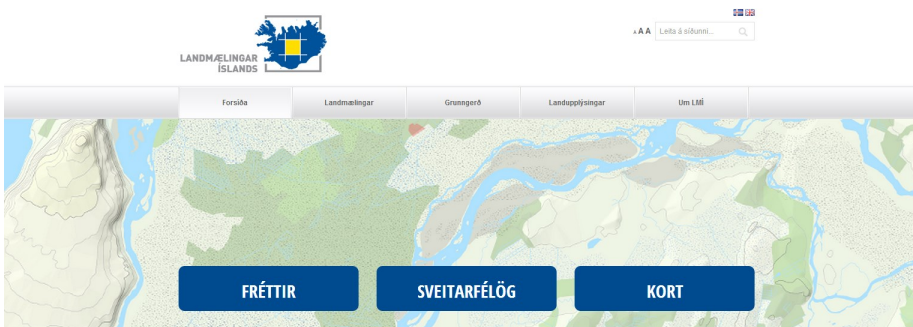 LANDMÆLINGAR
ÍSLANDS
A A A
Leita á síðunni...
Forsíða
Landmælingar
Grunngerð
Landupplýsingar
Um LMÍ
FRÉTTIR
SVEITARFÉLÖG
KORT